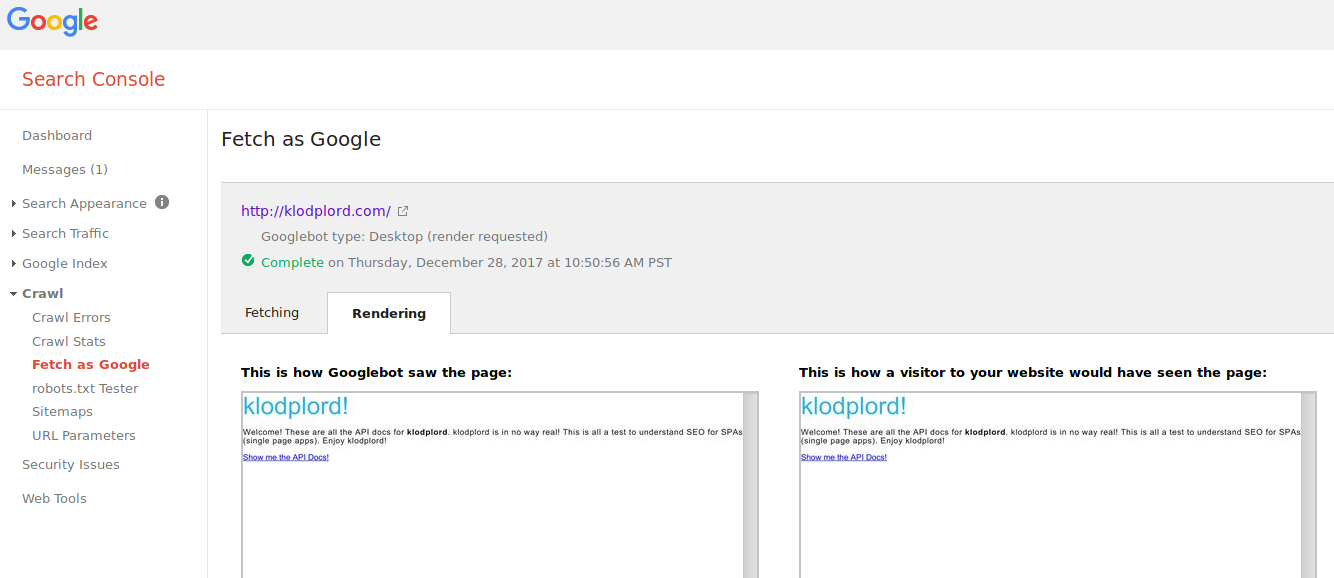 Google
Search Console
Dashboard
Messages (1)
Search Appearance
Search Traffic
Google Index
Crawl
Crawl Errors
Crawl Stats
Fetch as Google
robots.txt Tester
Sitemaps
URL Parameters
Security Issues
Web Tools
Fetch as Google
http://klodplord.com/
Googlebot type: Desktop (render requested)
Complete on Thursday, December 28, 2017 at 10:50:56 AM PST
Fetching
Rendering
This is how Googlebot saw the page:
klodplord!
Welcome! These are all the API docs for klodplord. klodplord is in no way real! This is all a test to understand SEO for SPAs
(single page apps). Enjoy klodplord!
Show me the API Docs!
This is how a visitor to your website would have seen the page:
klodplord!
Welcome! These are all the API docs for klodplord. klodplord is in no way real! This is all a test to understand SEO for SPAs
(single page apps). Enjoy klodplord!
Show me the API Docs!